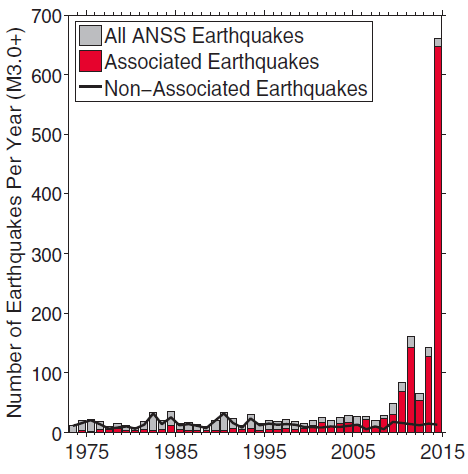 Number of Earthquakes Per Year (M3.0+)
700
600
500
400
300
200
100
0
All ANSS Earthquakes
Associated Earthquakes
Non–Associated Earthquakes
1975 1985 1995 2005 2015